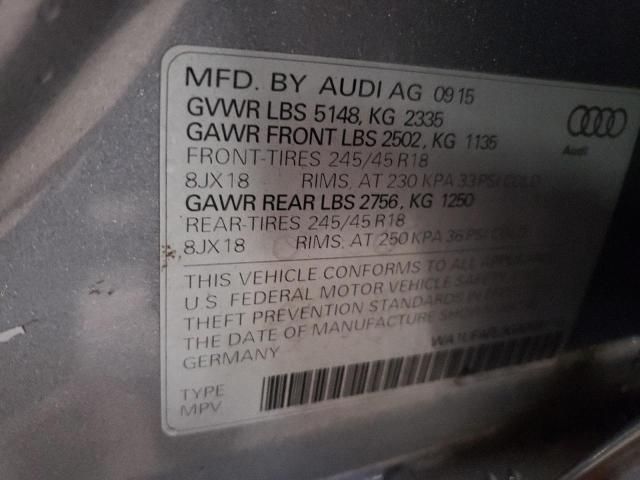 MFD. BY AUDI AG 09 15
GVWR LBS 5148, KG 2335
GAWR FRONT LBS 2502, KG 1135
FRONT-TIRES 245/45 R18
8JX18 RIMS, AT 230 KPA 33 PSI COLD
GAWR REAR LBS 2756, KG 1250
REAR-TIRES 245/45 R18
8JX18 RIMS, AT 250 KPA 36 PSI COLD
Audi
THIS VEHICLE CONFORMS TO ALL
U.S. FEDERAL MOTOR VEHICLE
THEFT PREVENTION STANDARDS IN
THE DATE OF MANUFACTURE
GERMANY
TYPE
MPV